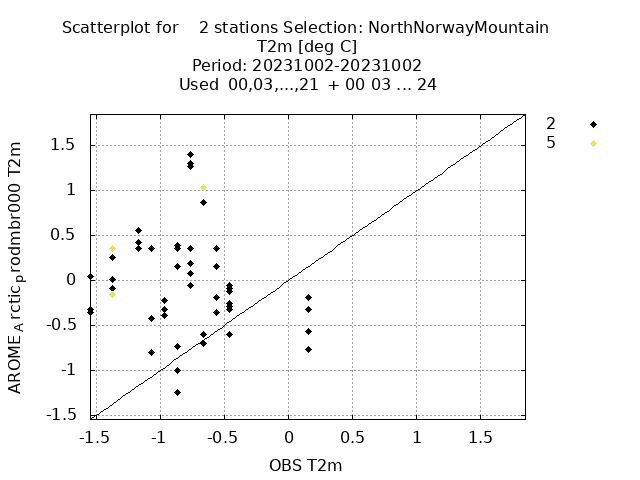 Scatterplot for    2 stations Selection: NorthNorwayMountain
T2m [deg C]
Period: 20231002-20231002
Used  00,03,...,21  + 00 03 ... 24
2
5
AROME_Arctic_prodmbr000 T2m
1.5
1
0.5
0
-0.5
-1
-1.5
-1.5 -1 -0.5 0 0.5 1 1.5
OBS T2m